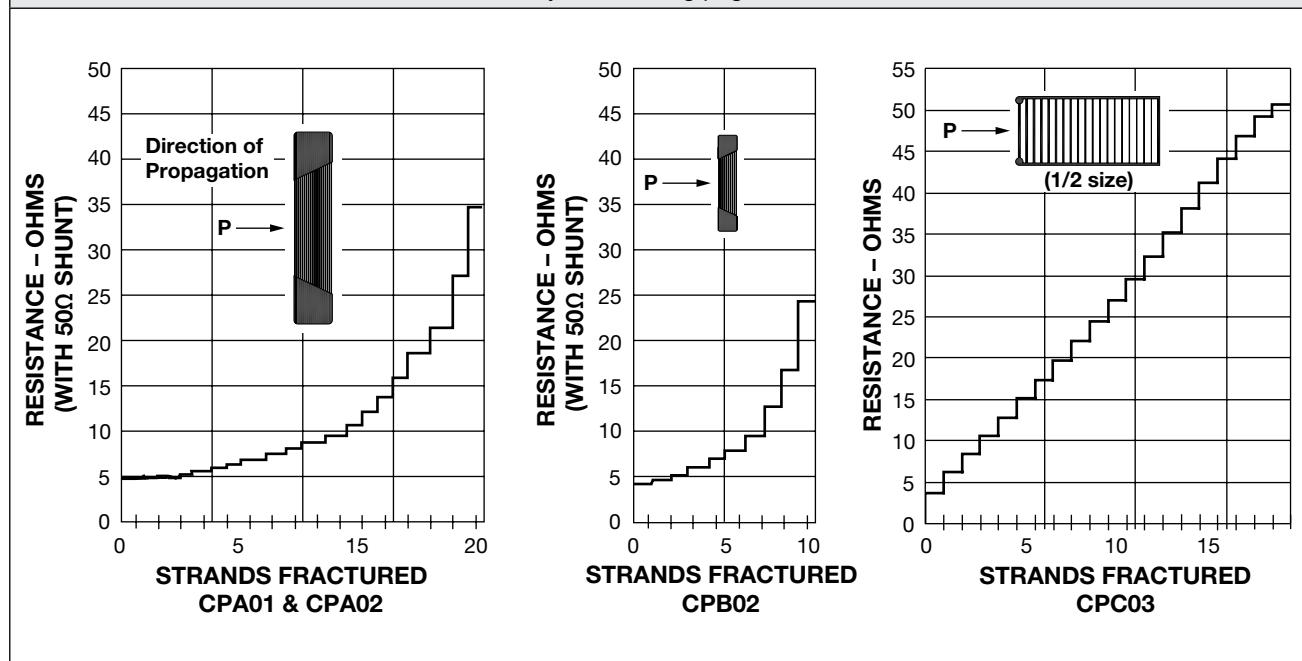 50
45
40
35
30
25
20
15
10
5
0
RESISTANCE – OHMS
(WITH 50Ω SHUNT)
Direction of
Propagation
P
0 5 15 20
STRANDS FRACTURED
CPA01 & CPA02
50
45
40
35
30
25
20
15
10
5
0
RESISTANCE – OHMS
(WITH 50Ω SHUNT)
P
0 5 10
STRANDS FRACTURED
CPB02
55
50
45
40
35
30
25
20
15
10
5
0
RESISTANCE – OHMS
P
(1/2 size)
0 5 10 15
STRANDS FRACTURED
CPC03